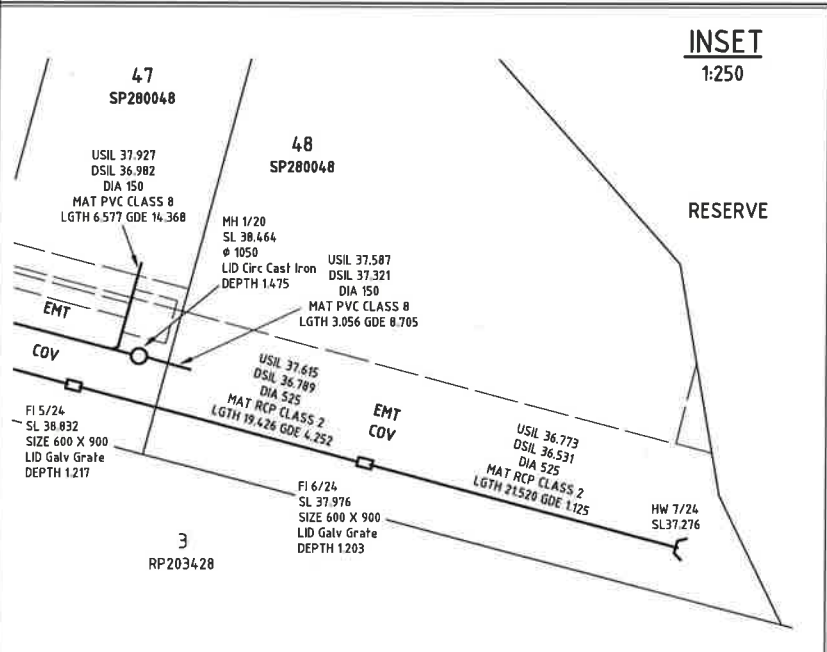 INSET
1:250
47
SP280048
48
SP280048
USIL 37.927
DSIL 36.982
DIA 150
MAT PVC CLASS 8
LGTH 6.577 GDE 14.368
RESERVE
MH 1/20
SL 38.464
ϕ 1050
LID Circ Cast Iron
DEPTH 1.475
USIL 37.587
DSIL 37.321
DIA 150
MAT PVC CLASS 8
LGTH 3.056 GDE 8.705
EMT
COV
USIL 37.615
DSIL 36.789
DIA 525
MAT RCP CLASS 2
LGTH 19.426 GDE 4.252
EMT
COV
USIL 36.773
DSIL 36.531
DIA 525
MAT RCP CLASS 2
LGTH 21.520 GDE 1.125
FI 5/24
SL 38.832
SIZE 600 X 900
LID Galv Grate
DEPTH 1.217
FI 6/24
SL 37.976
SIZE 600 X 900
LID Galv Grate
DEPTH 1.203
HW 7/24
SL37.276
3
RP203428